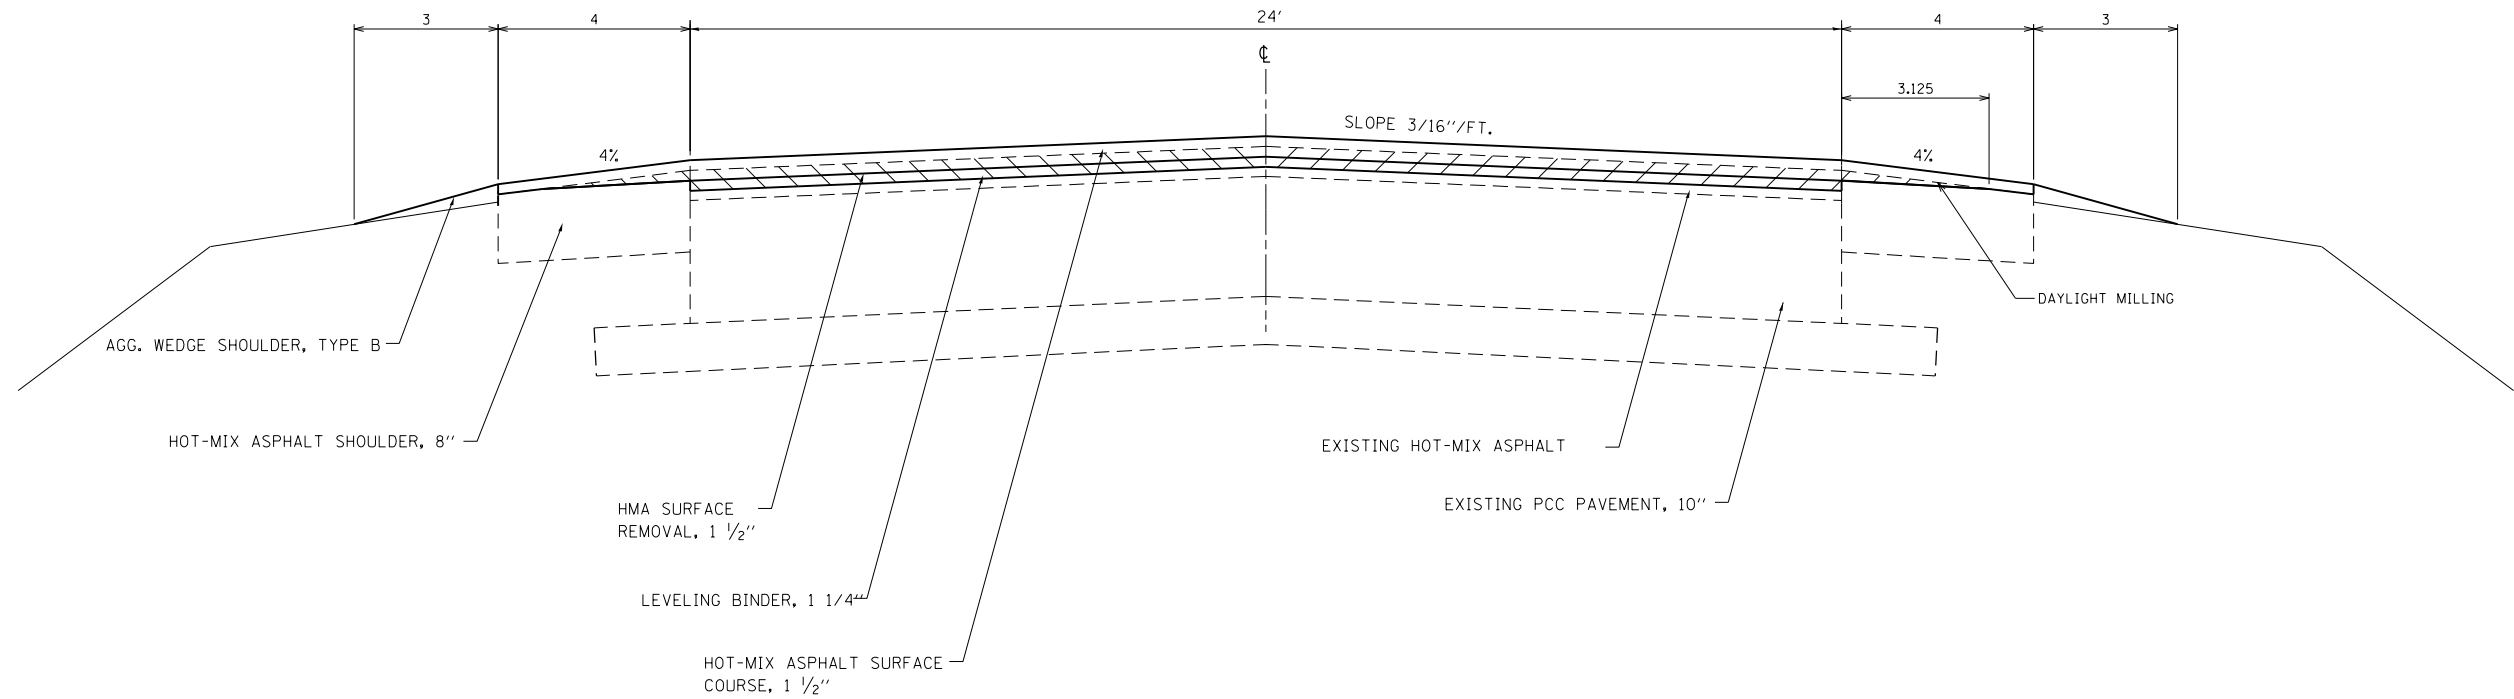 3 4 24' 4 3
℄
3.125
SLOPE 3/16"/FT.
4% 4%
DAYLIGHT MILLING
AGG. WEDGE SHOULDER, TYPE B
HOT-MIX ASPHALT SHOULDER, 8"
EXISTING HOT-MIX ASPHALT
EXISTING PCC PAVEMENT, 10"
HMA SURFACE
REMOVAL, 1 1/2"
LEVELING BINDER, 1 1/4"
HOT-MIX ASPHALT SURFACE
COURSE, 1 1/2"